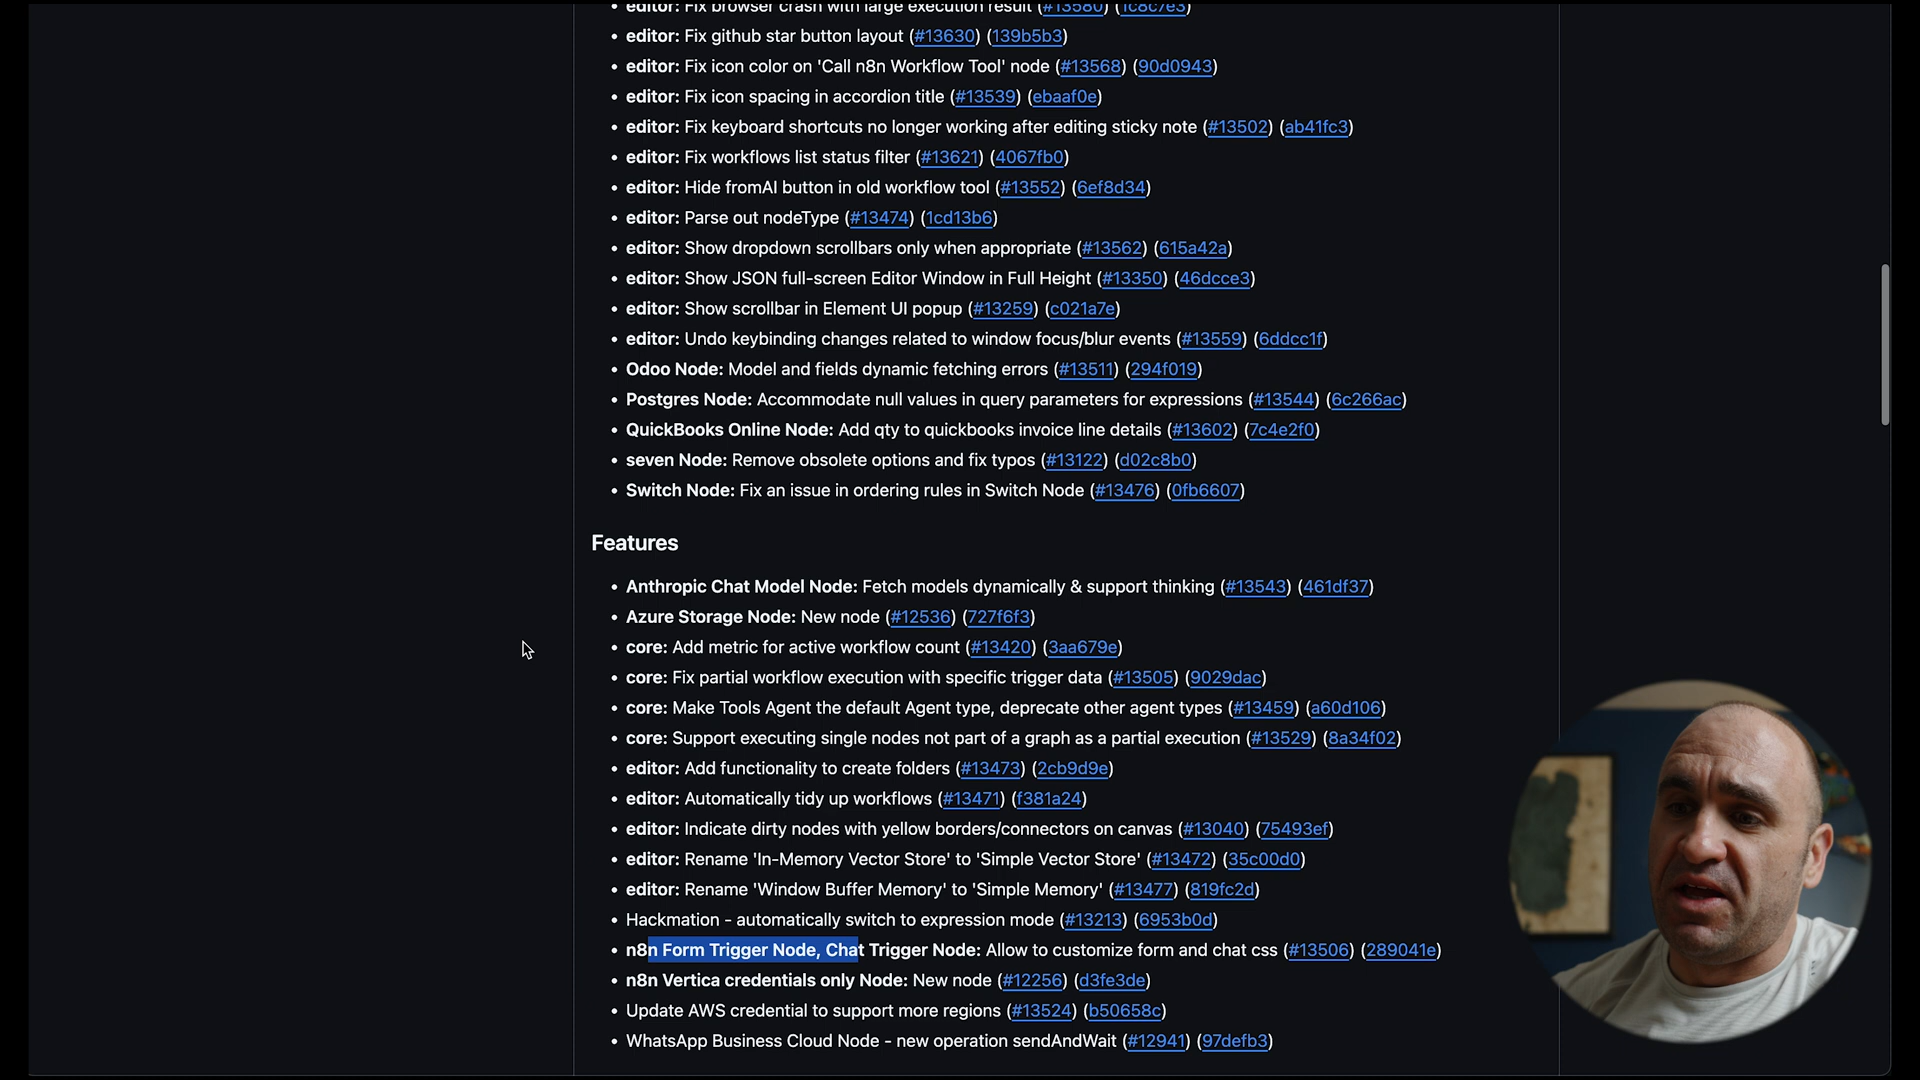 editor: Fix browser crash with large execution result (#13580) (1c8c7e3)
editor: Fix github star button layout (#13630) (139b5b3)
editor: Fix icon color on 'Call n8n Workflow Tool' node (#13568) (90d0943)
editor: Fix icon spacing in accordion title (#13539) (ebaaf0e)
editor: Fix keyboard shortcuts no longer working after editing sticky note (#13502) (ab41fc3)
editor: Fix workflows list status filter (#13621) (4067fb0)
editor: Hide fromAI button in old workflow tool (#13552) (6ef8d34)
editor: Parse out nodeType (#13474) (1cd13b6)
editor: Show dropdown scrollbars only when appropriate (#13562) (615a42a)
editor: Show JSON full-screen Editor Window in Full Height (#13350) (46dcce3)
editor: Show scrollbar in Element UI popup (#13259) (c021a7e)
editor: Undo keybinding changes related to window focus/blur events (#13559) (6ddcc1f)
Odoo Node: Model and fields dynamic fetching errors (#13511) (294f019)
Postgres Node: Accommodate null values in query parameters for expressions (#13544) (6c266ac)
QuickBooks Online Node: Add qty to quickbooks invoice line details (#13602) (7c4e2f0)
seven Node: Remove obsolete options and fix typos (#13122) (d02c8b0)
Switch Node: Fix an issue in ordering rules in Switch Node (#13476) (0fb6607)
Features
Anthropic Chat Model Node: Fetch models dynamically & support thinking (#13543) (461df37)
Azure Storage Node: New node (#12536) (727f6f3)
core: Add metric for active workflow count (#13420) (3aa679e)
core: Fix partial workflow execution with specific trigger data (#13505) (9029dac)
core: Make Tools Agent the default Agent type, deprecate other agent types (#13459) (a60d106)
core: Support executing single nodes not part of a graph as a partial execution (#13529) (8a34f02)
editor: Add functionality to create folders (#13473) (2cb9d9e)
editor: Automatically tidy up workflows (#13471) (f381a24)
editor: Indicate dirty nodes with yellow borders/connectors on canvas (#13040) (75493ef)
editor: Rename 'In-Memory Vector Store' to 'Simple Vector Store' (#13472) (35c00d0)
editor: Rename 'Window Buffer Memory' to 'Simple Memory' (#13477) (819fc2d)
Hackmation - automatically switch to expression mode (#13213) (6953b0d)
n8n Form Trigger Node, Chat Trigger Node: Allow to customize form and chat css (#13506) (289041e)
n8n Vertica credentials only Node: New node (#12256) (d3fe3de)
Update AWS credential to support more regions (#13524) (b50658c)
WhatsApp Business Cloud Node - new operation sendAndWait (#12941) (97defb3)